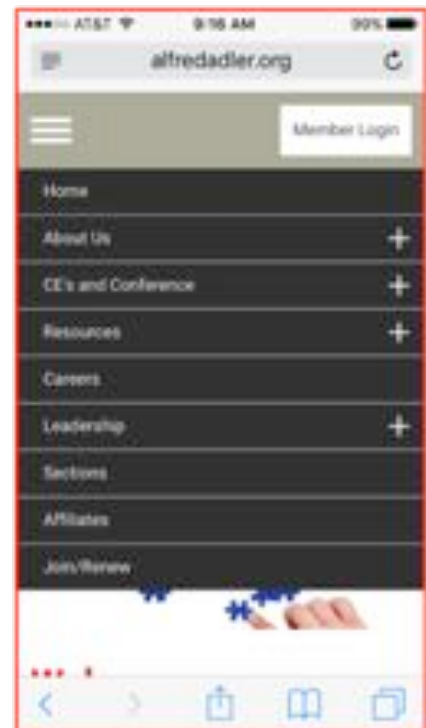 AT&T 9:16 AM 99%
alfredadler.org
Member Login
Home
About Us
CE's and Conference
Resources
Careers
Leadership
Sections
Affiliates
Join/Renew